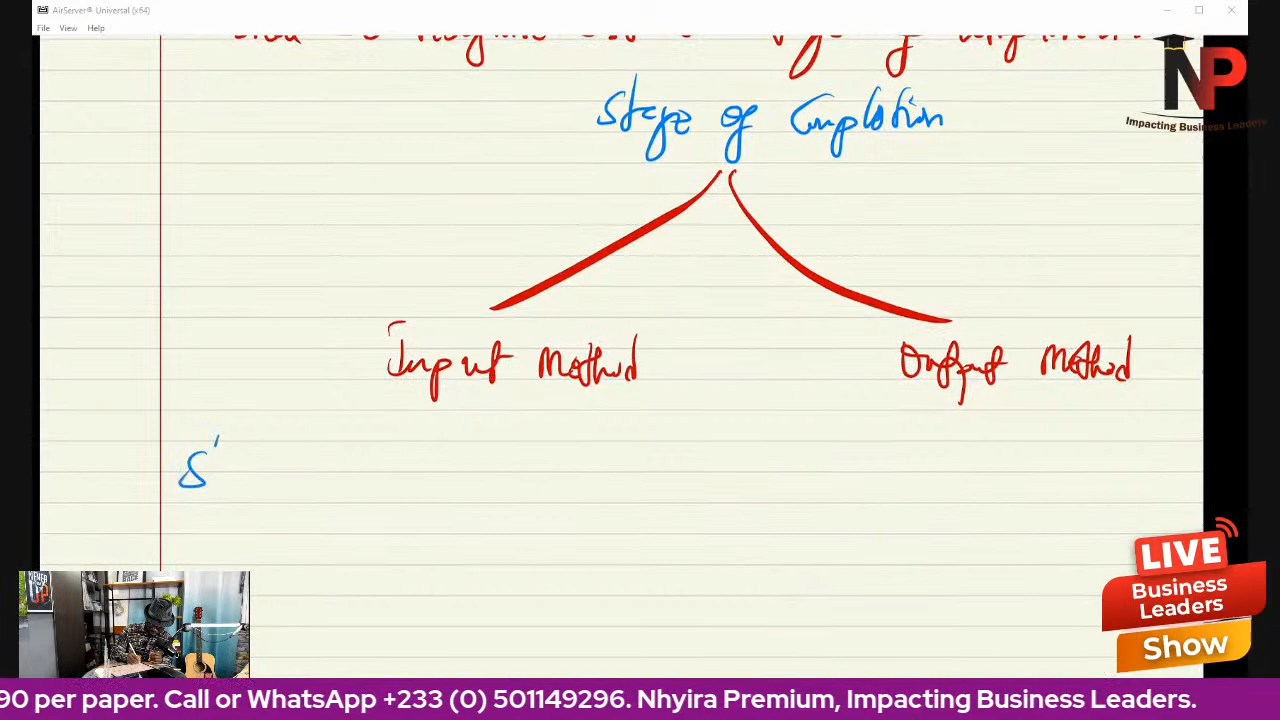 AirServer® Universal (x64)
File View Help
NP
Impacting Business Leaders
Stage of Completion
Input Method
Output Method
S
LIVE
Business
Leaders
Show
90 per paper. Call or WhatsApp +233 (0) 501149296. Nhyira Premium, Impacting Business Leaders.